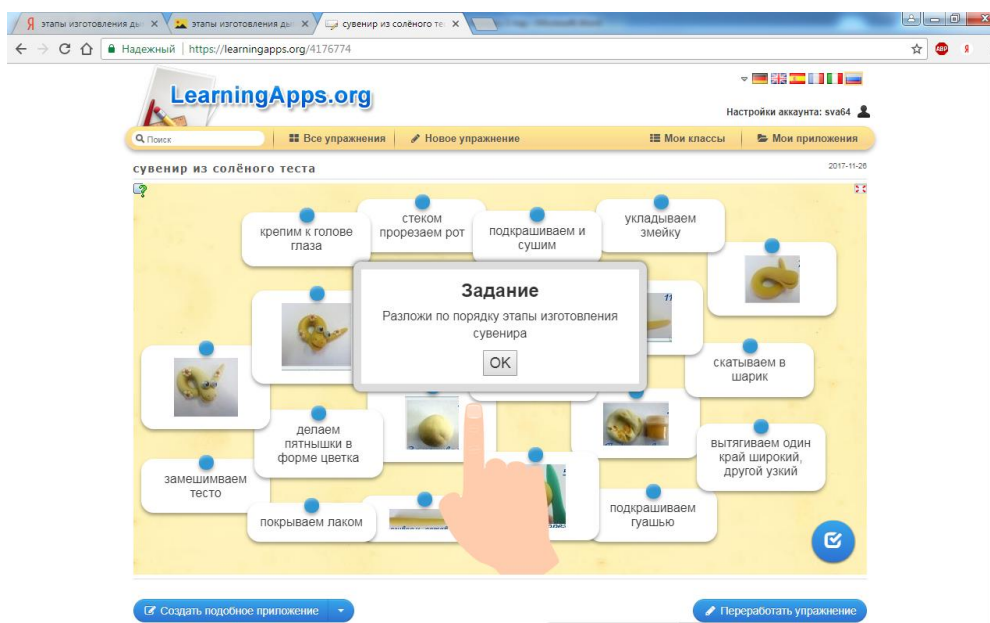 этапы изготовления ды
этапы изготовления ды
сувенир из солёного те
Надежный
https://learningapps.org/4176774
LearningApps.org
Настройки аккаунта: sva64
Поиск
Все упражнения
Новое упражнение
Мои классы
Мои приложения
сувенир из солёного теста
2017-11-26
крепим к голове
глаза
стеком
прорезаем рот
подкрашиваем и
сушим
укладываем
змейку
Задание
Разложи по порядку этапы изготовления
сувенира
OK
11
скатываем в
шарик
делаем
пятнышки в
форме цветка
вытягиваем один
край широкий,
другой узкий
замешимваем
тесто
покрываем лаком
подкрашиваем
гуашью
Создать подобное приложение
Переработать упражнение